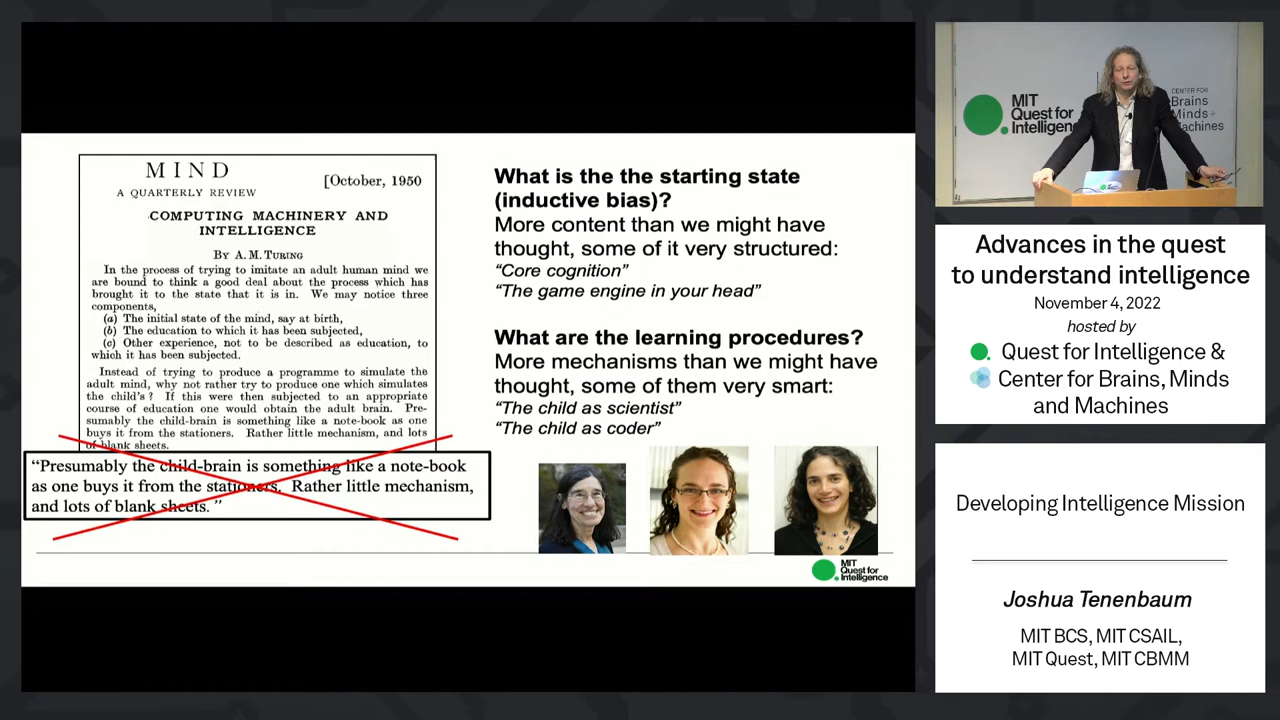 MIND
A QUARTERLY REVIEW
[October, 1950
COMPUTING MACHINERY AND
INTELLIGENCE
BY A. M. TURING
In the process of trying to imitate an adult human mind we
are bound to think a good deal about the process which has
brought it to the state that it is in. We may notice three
components,
(a) The initial state of the mind, say at birth,
(b) The education to which it has been subjected,
(c) Other experience, not to be described as education, to
which it has been subjected.
Instead of trying to produce a programme to simulate the
adult mind, why not rather try to produce one which simulates
the child's? If this were then subjected to an appropriate
course of education one would obtain the adult brain. Pre-
sumably the child-brain is something like a note-book as one
buys it from the stationers. Rather little mechanism, and lots
of blank sheets.
“Presumably the child-brain is something like a note-book
as one buys it from the stationers. Rather little mechanism,
and lots of blank sheets. ”
What is the the starting state
(inductive bias)?
More content than we might have
thought, some of it very structured:
“Core cognition”
“The game engine in your head”
What are the learning procedures?
More mechanisms than we might have
thought, some of them very smart:
“The child as scientist”
“The child as coder”
MIT
Quest for
Intelligence
MIT
Quest for
Intelligence
CENTER FOR
Brains
Minds+
Machines
Advances in the quest
to understand intelligence
November 4, 2022
hosted by
Quest for Intelligence &
Center for Brains, Minds
and Machines
Developing Intelligence Mission
Joshua Tenenbaum
MIT BCS, MIT CSAIL,
MIT Quest, MIT CBMM